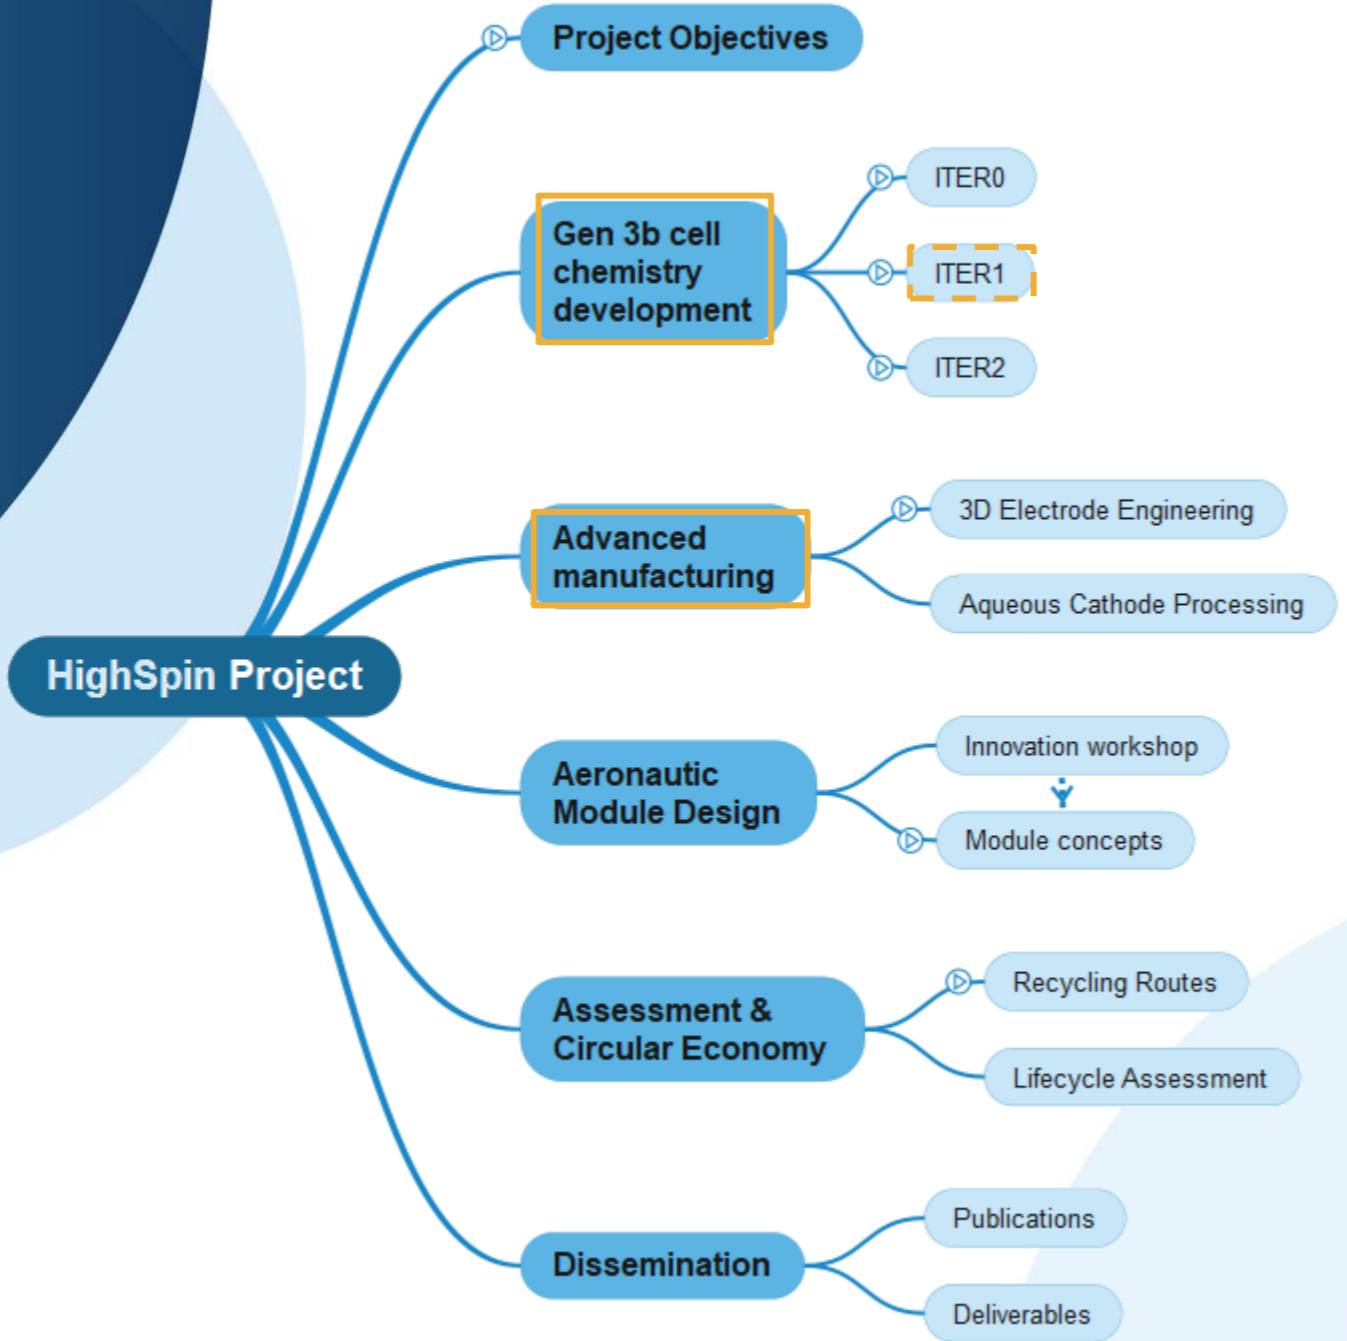 Project Objectives
Gen 3b cell
chemistry
development
ITER0
ITER1
ITER2
Advanced
manufacturing
3D Electrode Engineering
Aqueous Cathode Processing
HighSpin Project
Aeronautic
Module Design
Innovation workshop
Module concepts
Assessment &
Circular Economy
Recycling Routes
Lifecycle Assessment
Dissemination
Publications
Deliverables